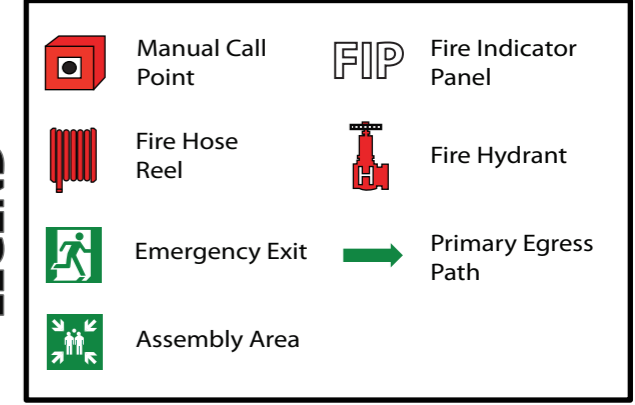 LEGEND
Manual Call
Point
FIP
Fire Indicator
Panel
Fire Hose
Reel
H
Fire Hydrant
Emergency Exit
Primary Egress
Path
Assembly Area